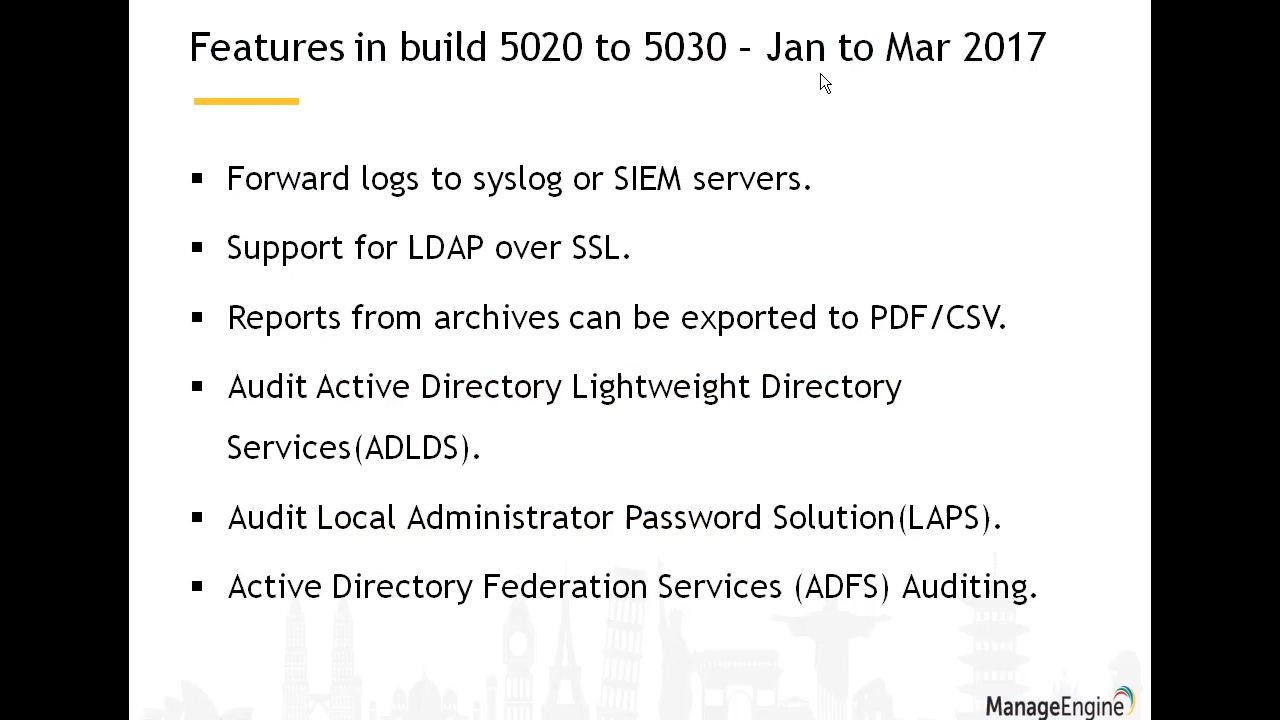 Features in build 5020 to 5030 – Jan to Mar 2017
▪ Forward logs to syslog or SIEM servers.
▪ Support for LDAP over SSL.
▪ Reports from archives can be exported to PDF/CSV.
▪ Audit Active Directory Lightweight Directory
Services(ADLDS).
▪ Audit Local Administrator Password Solution(LAPS).
▪ Active Directory Federation Services (ADFS) Auditing.
ManageEngine